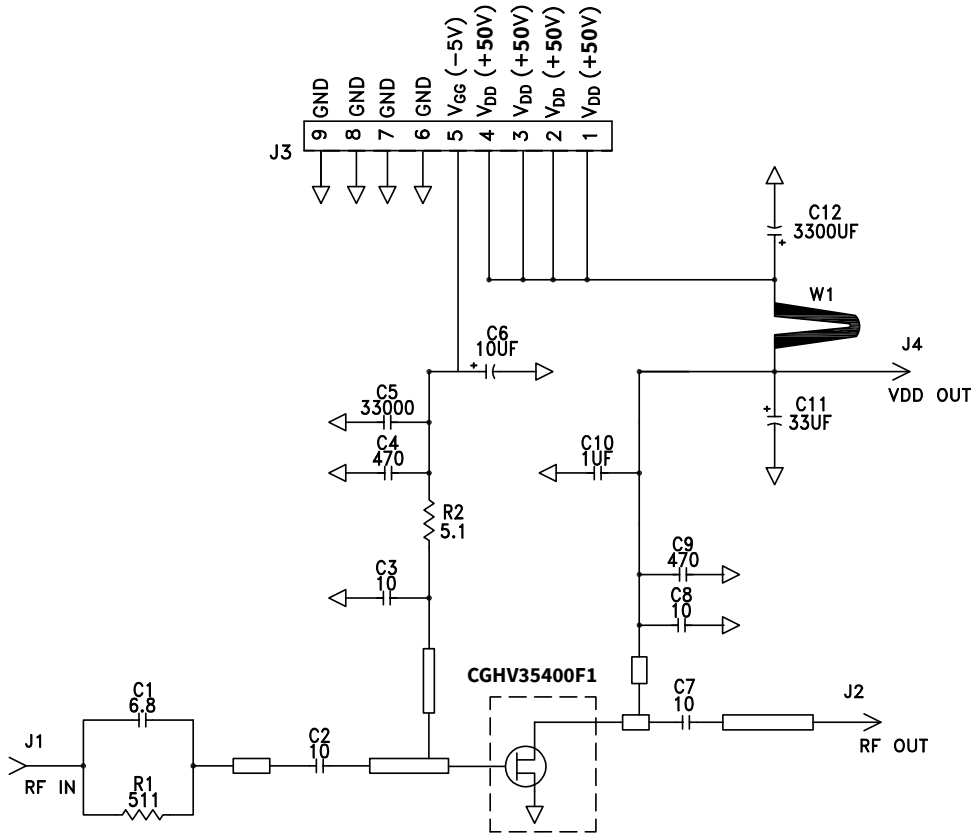 GND
GND
GND
GND
VGG (-5V)
VDD (+50V)
VDD (+50V)
VDD (+50V)
VDD (+50V)
9
8
7
6
5
4
3
2
1
J3
C12
3300UF
+
W1
J4
VDD OUT
C6
10UF
+
C5
33000
C4
470
R2
5.1
C3
10
C11
33UF
+
C10
1UF
C9
470
C8
10
CGHV35400F1
C7
10
J2
RF OUT
C1
6.8
J1
RF IN
R1
511
C2
10